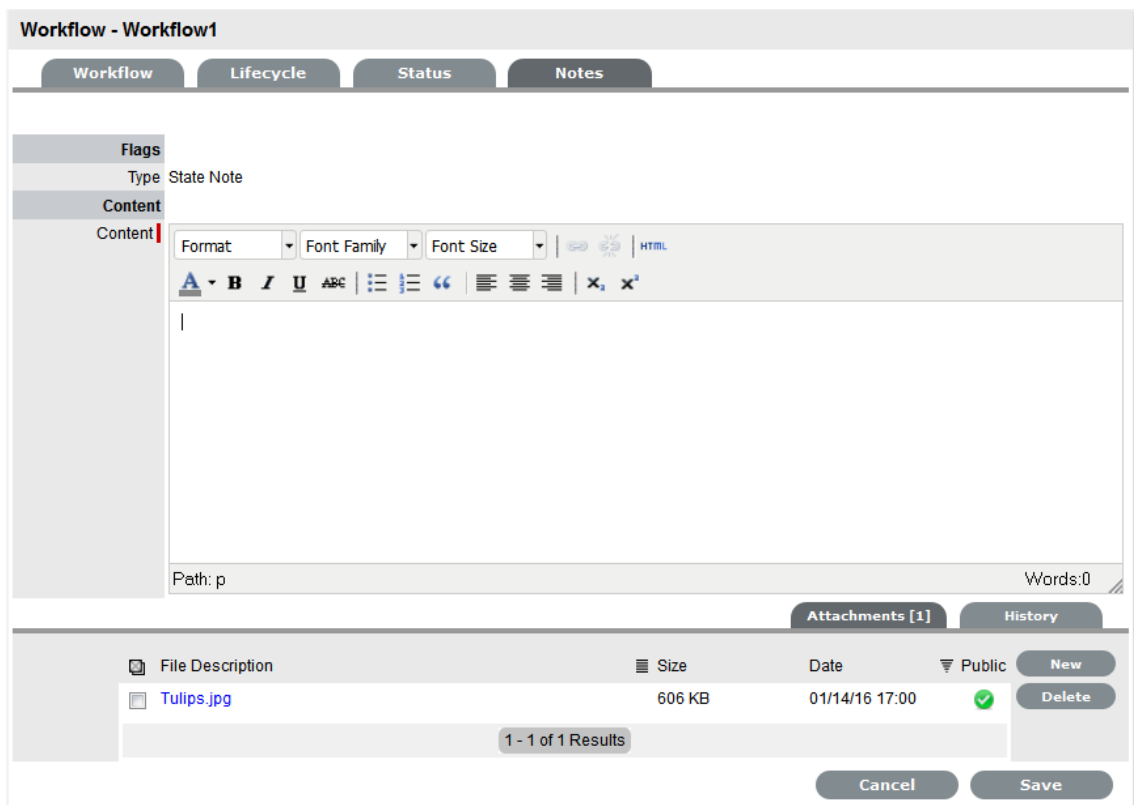 Workflow - Workflow1
Workflow Lifecycle Status Notes
Flags
Type State Note
Content
Content
Format Font Family Font Size HTML
A B I U ABC
Path: p Words:0
Attachments [1] History
File Description Size Date Public New
Tulips.jpg 606 KB 01/14/16 17:00 Delete
1 - 1 of 1 Results
Cancel Save